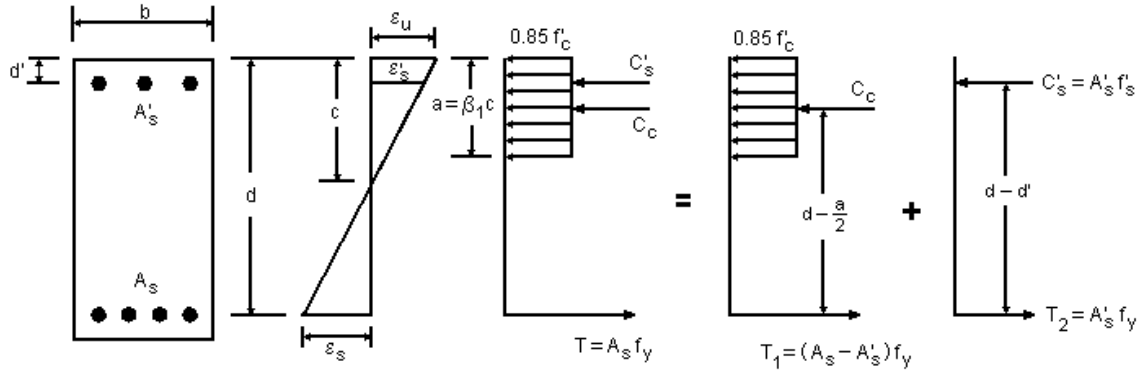 b
d'
A's
d
As
εu
ε's
c
εs
0.85 f'c
C's
a = β1c
Cc
T = As fy
=
0.85 f'c
Cc
d − a/2
T1 = (As − A's) fy
+
C's = A's f's
d − d'
T2 = A's fy